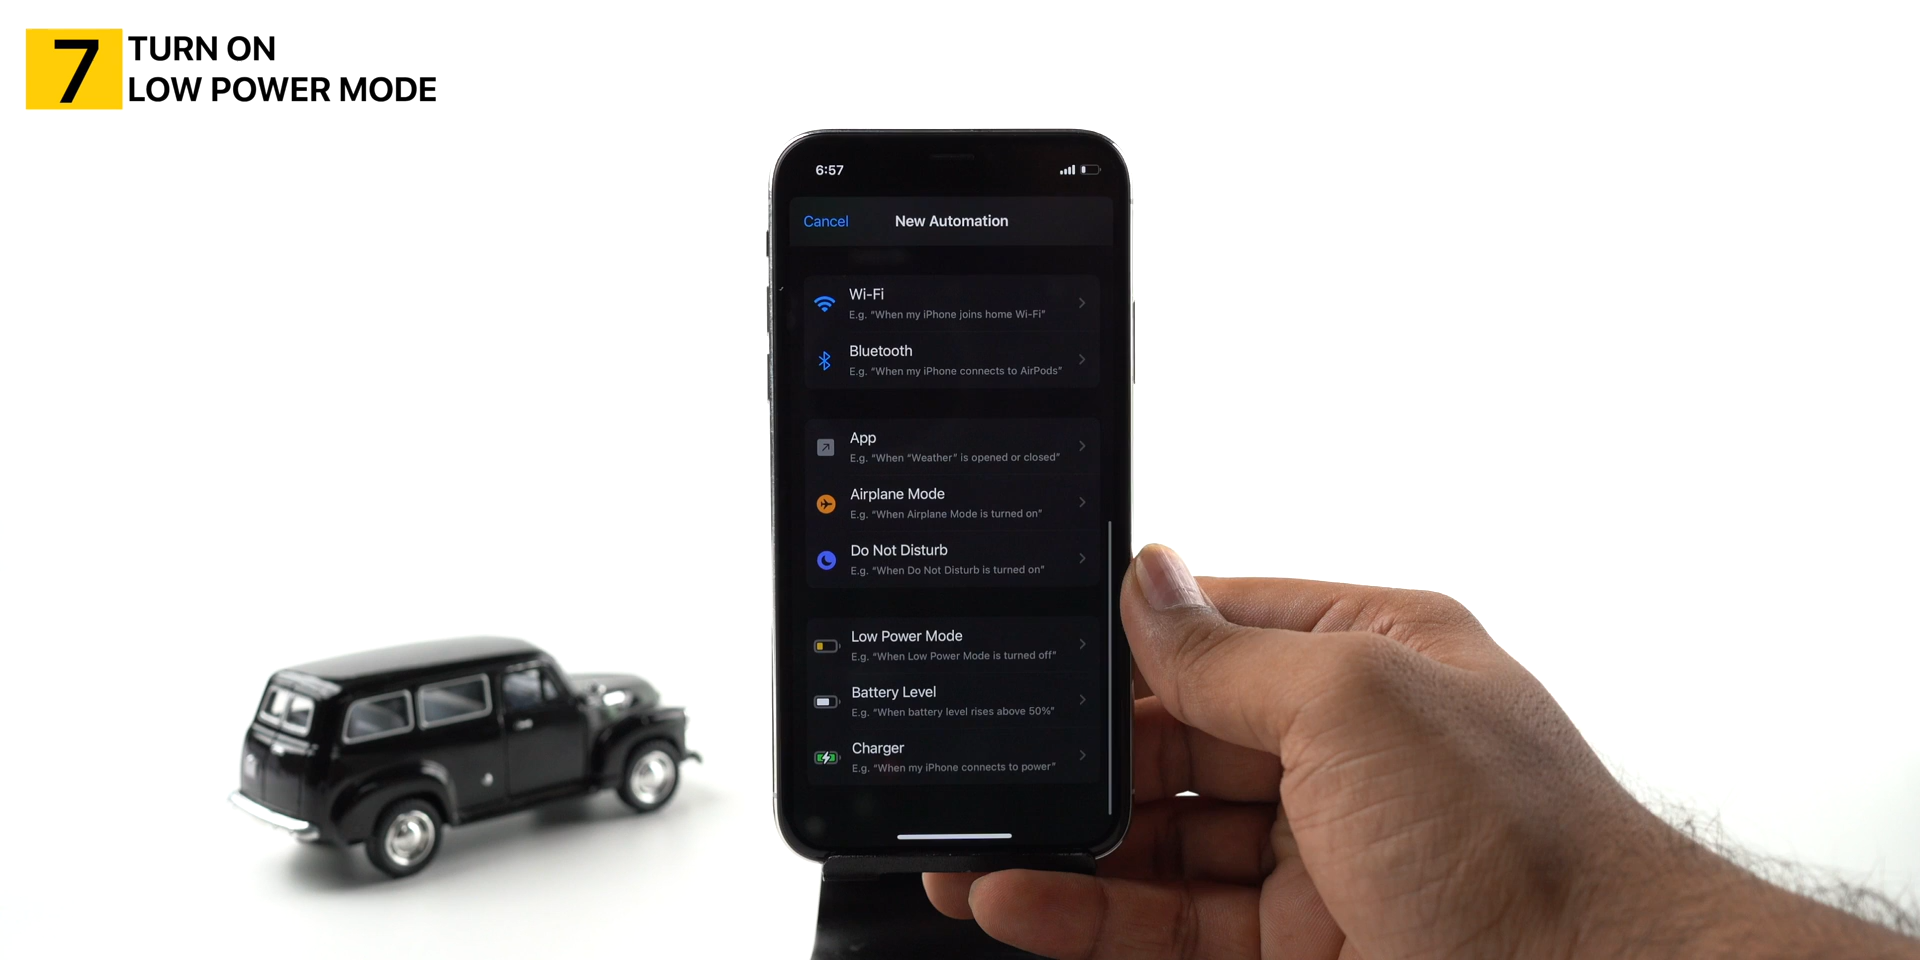 7
TURN ON
LOW POWER MODE
6:57
Cancel
New Automation
Wi-Fi
E.g. “When my iPhone joins home Wi-Fi”
Bluetooth
E.g. “When my iPhone connects to AirPods”
App
E.g. “When “Weather” is opened or closed”
Airplane Mode
E.g. “When Airplane Mode is turned on”
Do Not Disturb
E.g. “When Do Not Disturb is turned on”
Low Power Mode
E.g. “When Low Power Mode is turned off”
Battery Level
E.g. “When battery level rises above 50%”
Charger
E.g. “When my iPhone connects to power”